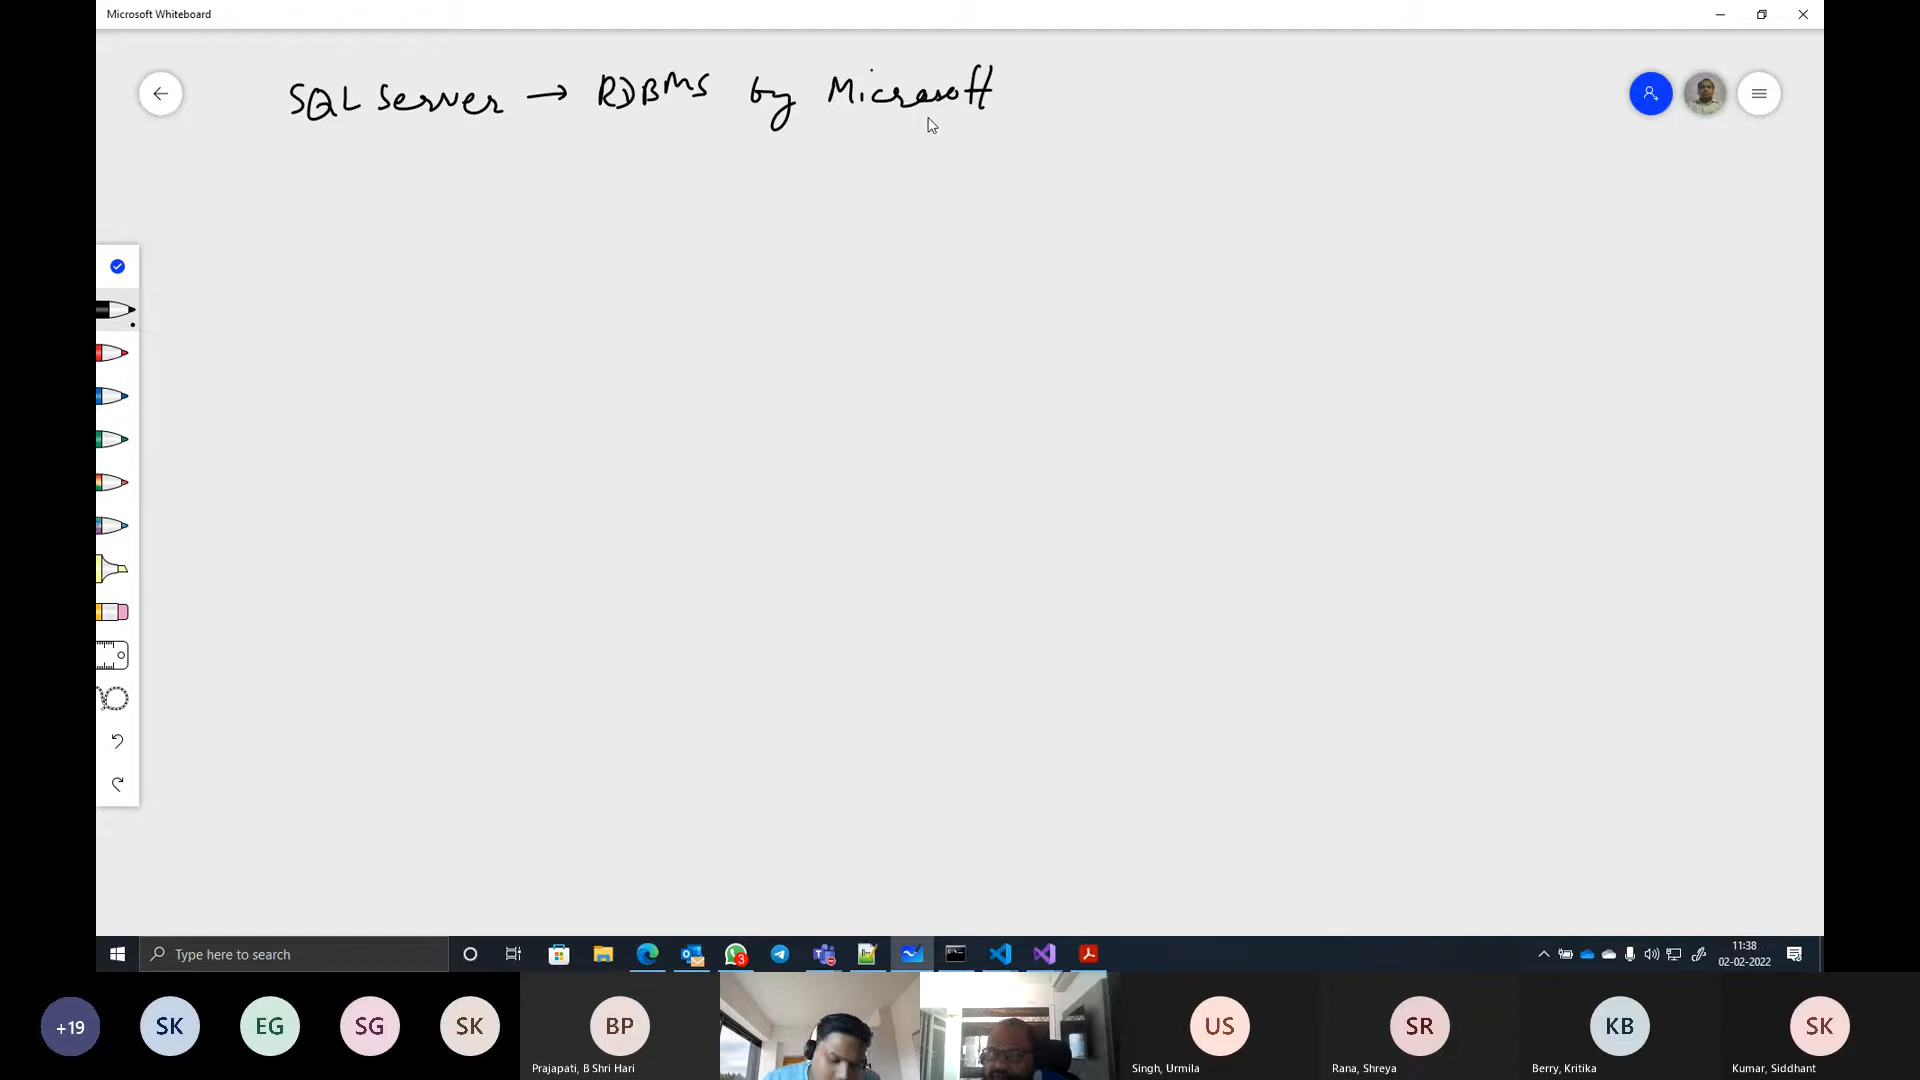 Microsoft Whiteboard
SQL Server → RDBMS by Microsoft
Type here to search
3
11:38
02-02-2022
+19
SK
EG
SG
SK
BP
US
SR
KB
SK
Prajapati, B Shri Hari
Singh, Urmila
Rana, Shreya
Berry, Kritika
Kumar, Siddhant